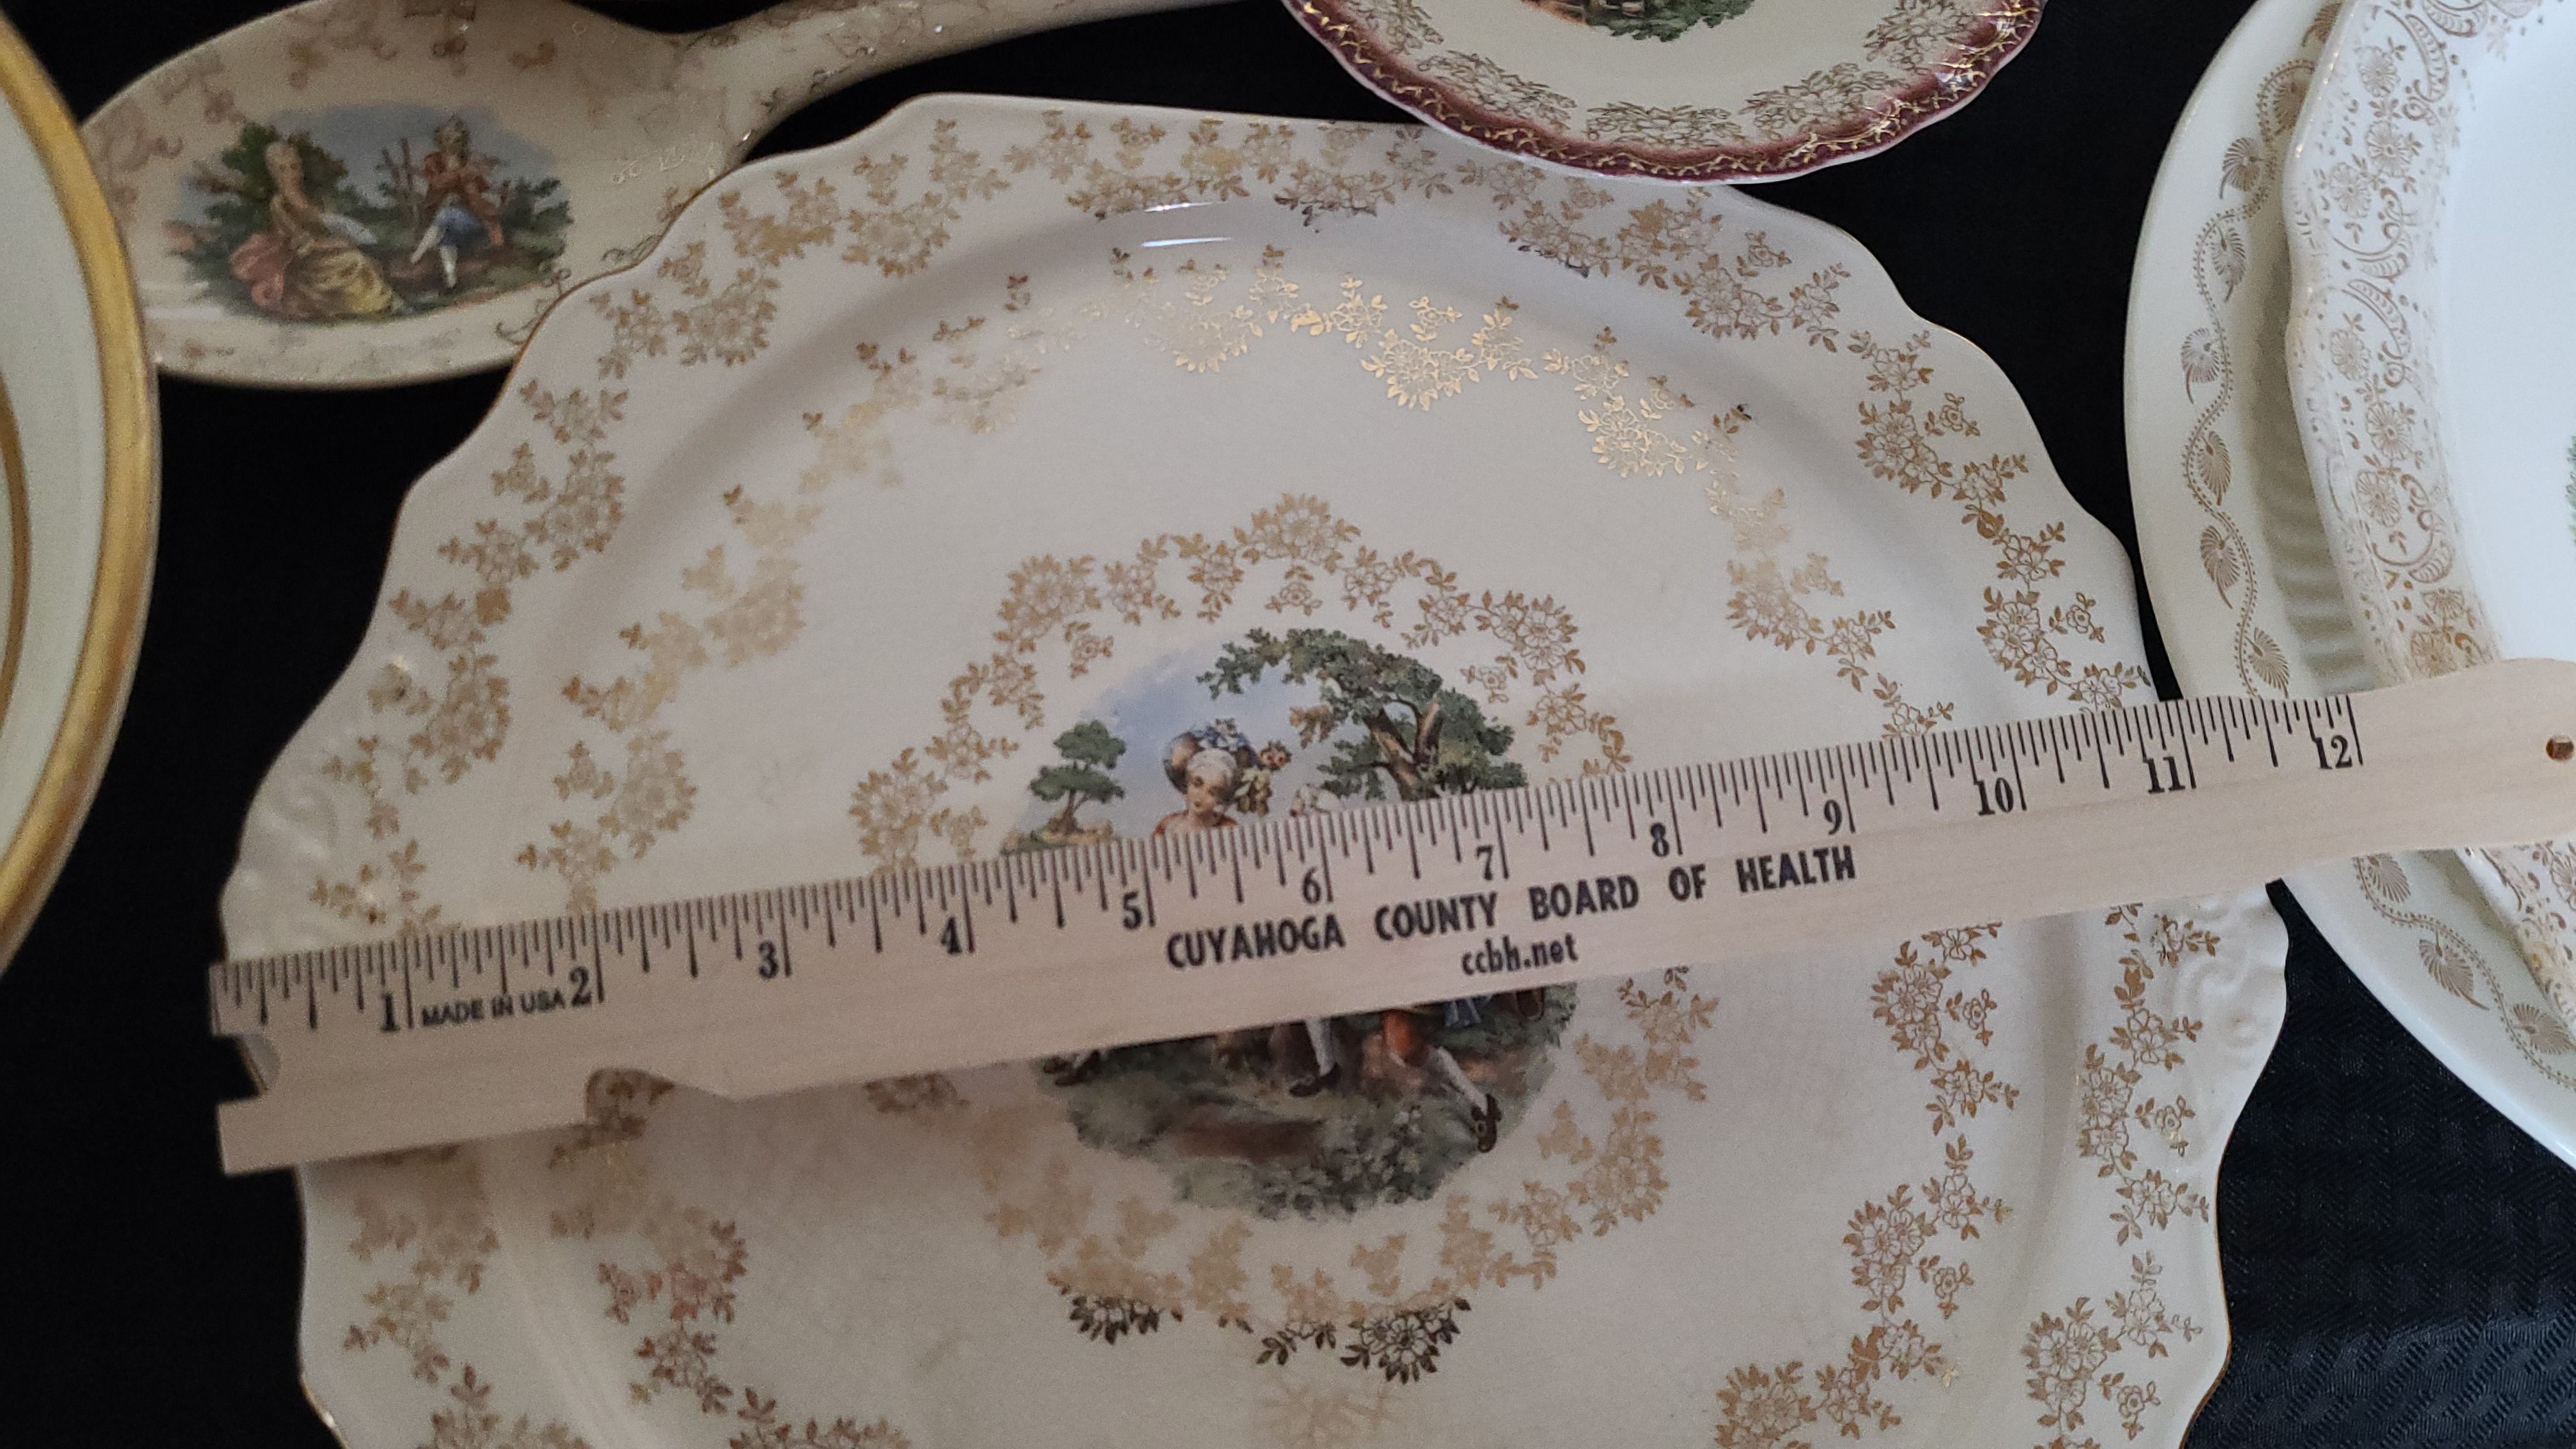 1 2 3 4 5 6 7 8 9 10 11 12
MADE IN USA
CUYAHOGA COUNTY BOARD OF HEALTH
ccbh.net